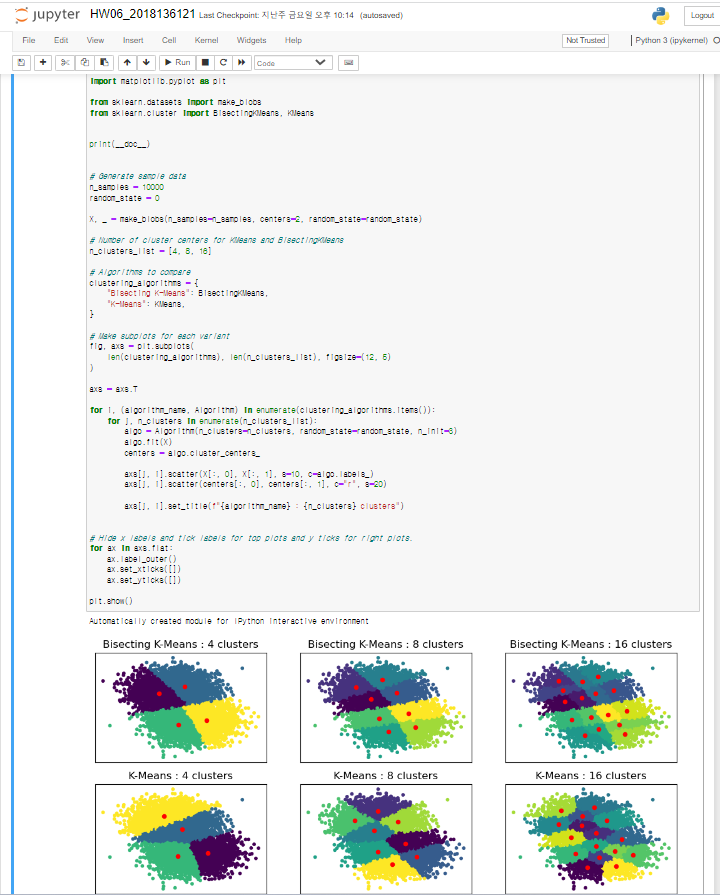 jupyter HW06_2018136121 Last Checkpoint: 지난주 금요일 오후 10:14 (autosaved)
Logout
File Edit View Insert Cell Kernel Widgets Help
Not Trusted
Python 3 (ipykernel)
Run
Code
import matplotlib.pyplot as plt
from sklearn.datasets import make_blobs
from sklearn.cluster import BisectingKMeans, KMeans
print(__doc__)
# Generate sample data
n_samples = 10000
random_state = 0
X, _ = make_blobs(n_samples=n_samples, centers=2, random_state=random_state)
# Number of cluster centers for KMeans and BisectingKMeans
n_clusters_list = [4, 8, 16]
# Algorithms to compare
clustering_algorithms = {
"Bisecting K-Means": BisectingKMeans,
"K-Means": KMeans,
}
# Make subplots for each variant
fig, axs = plt.subplots(
len(clustering_algorithms), len(n_clusters_list), figsize=(12, 5)
)
axs = axs.T
for i, (algorithm_name, Algorithm) in enumerate(clustering_algorithms.items()):
for j, n_clusters in enumerate(n_clusters_list):
algo = Algorithm(n_clusters=n_clusters, random_state=random_state, n_init=3)
algo.fit(X)
centers = algo.cluster_centers_
axs[j, i].scatter(X[:, 0], X[:, 1], s=10, c=algo.labels_)
axs[j, i].scatter(centers[:, 0], centers[:, 1], c="r", s=20)
axs[j, i].set_title(f"{algorithm_name} : {n_clusters} clusters")
# Hide x labels and tick labels for top plots and y ticks for right plots.
for ax in axs.flat:
ax.label_outer()
ax.set_xticks([])
ax.set_yticks([])
plt.show()
Automatically created module for IPython interactive environment
Bisecting K-Means : 4 clusters
Bisecting K-Means : 8 clusters
Bisecting K-Means : 16 clusters
K-Means : 4 clusters
K-Means : 8 clusters
K-Means : 16 clusters